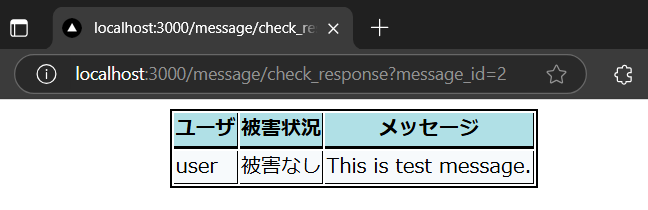 localhost:3000/message/check_re
localhost:3000/message/check_response?message_id=2
ユーザ 被害状況 メッセージ
user 被害なし This is test message.